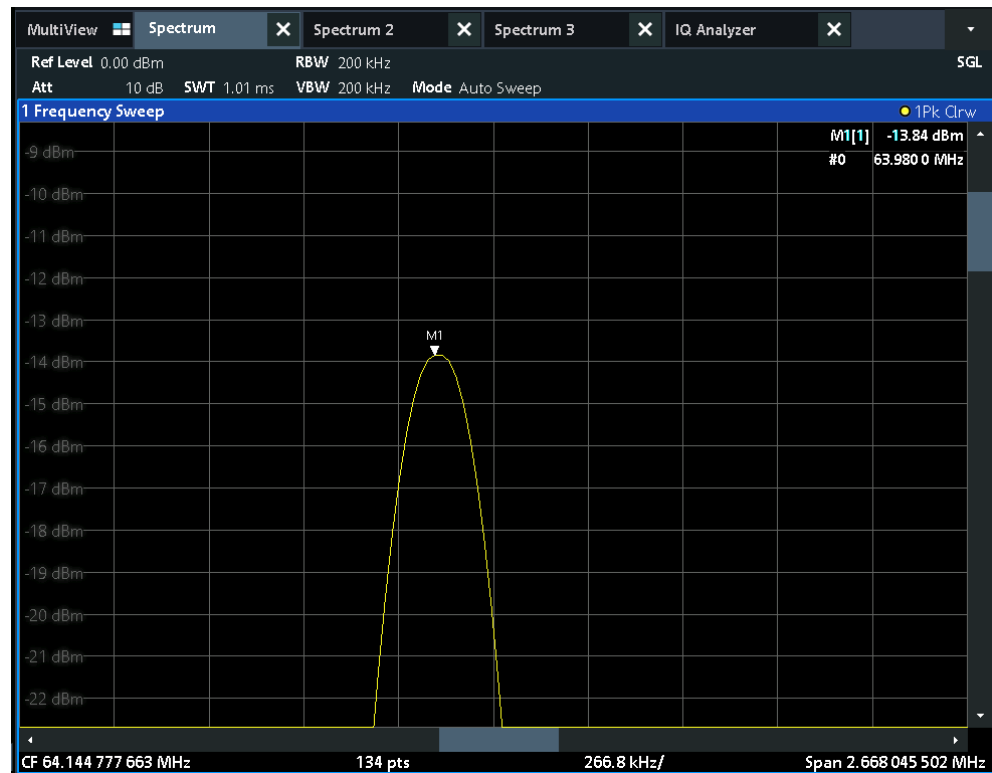 MultiView Spectrum Spectrum 2 Spectrum 3 IQ Analyzer
Ref Level 0.00 dBm RBW 200 kHz SGL
Att 10 dB SWT 1.01 ms VBW 200 kHz Mode Auto Sweep
1 Frequency Sweep 1Pk Clrw
M1[1] -13.84 dBm
#0 63.980 0 MHz
-9 dBm
-10 dBm
-11 dBm
-12 dBm
-13 dBm
M1
-14 dBm
-15 dBm
-16 dBm
-17 dBm
-18 dBm
-19 dBm
-20 dBm
-21 dBm
-22 dBm
CF 64.144 777 663 MHz 134 pts 266.8 kHz/ Span 2.668 045 502 MHz